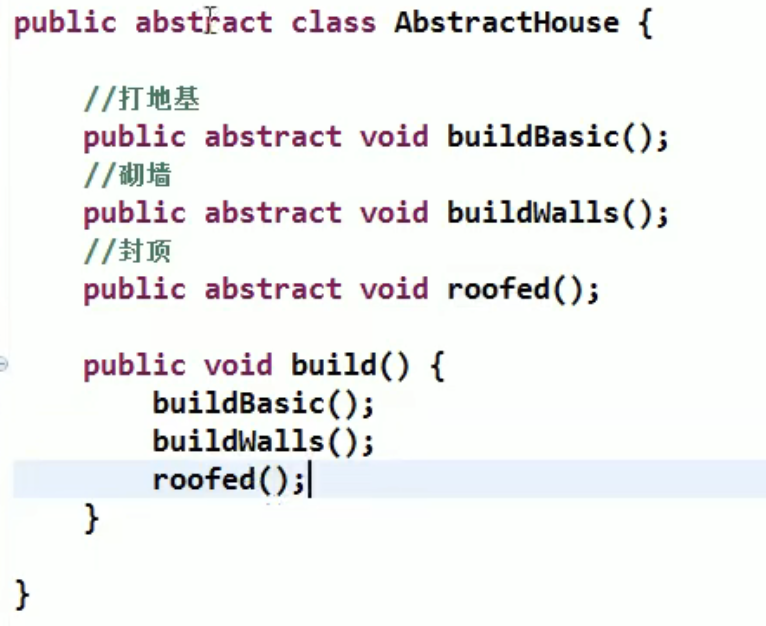 public abstract class AbstractHouse {
//打地基
public abstract void buildBasic();
//砌墙
public abstract void buildWalls();
//封顶
public abstract void roofed();
public void build() {
buildBasic();
buildWalls();
roofed();
}
}